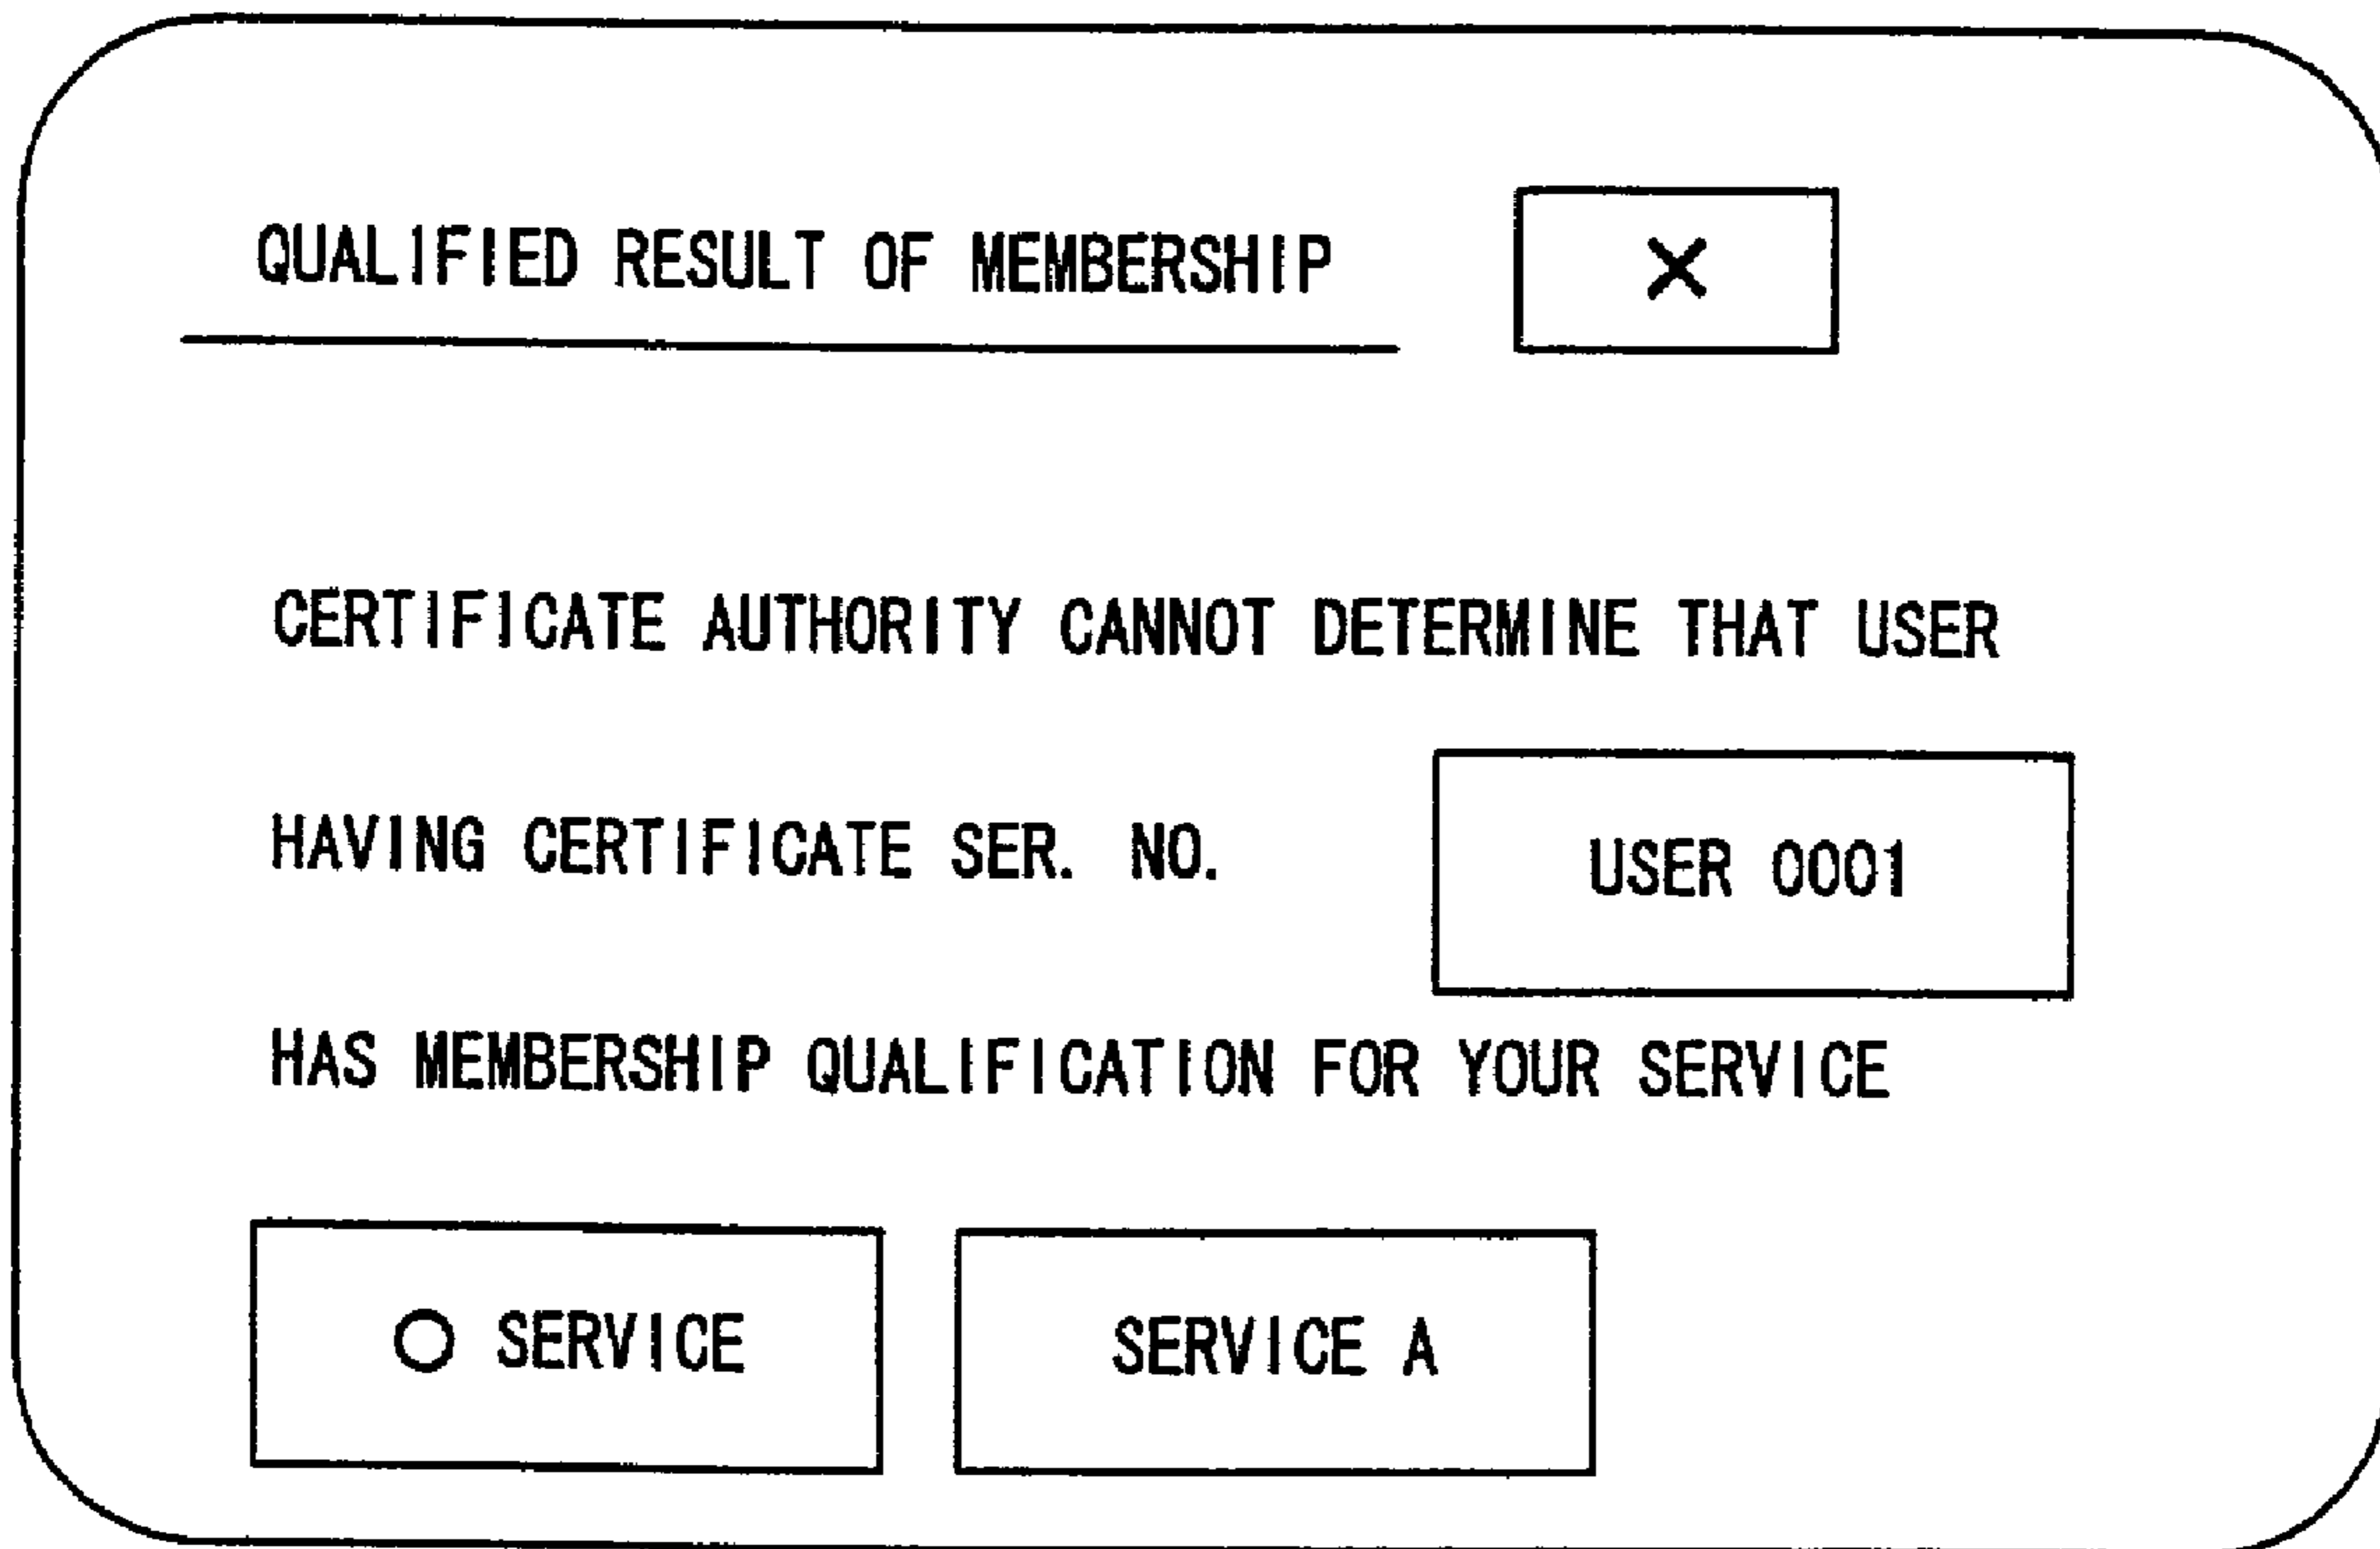 QUALIFIED RESULT OF MEMBERSHIP ×
CERTIFICATE AUTHORITY CANNOT DETERMINE THAT USER
HAVING CERTIFICATE SER. NO. USER 0001
HAS MEMBERSHIP QUALIFICATION FOR YOUR SERVICE
○ SERVICE SERVICE A